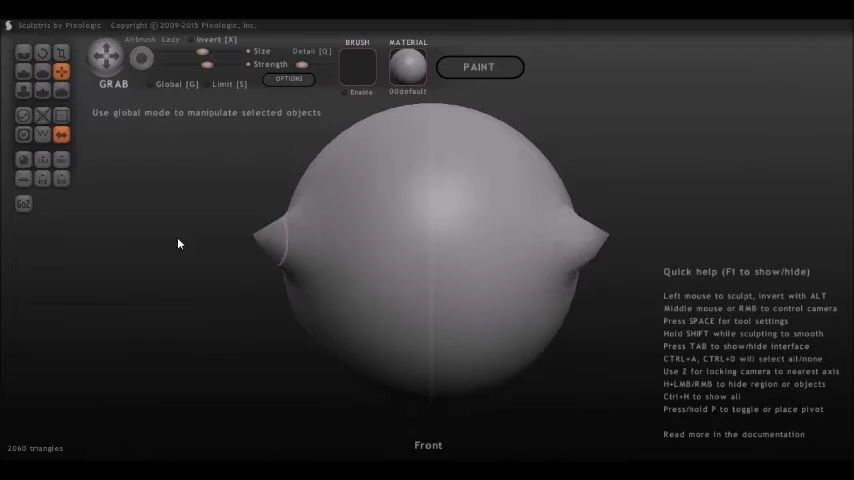 Sculptris by Pixologic Copyright ©2009-2015 Pixologic, Inc.
Airbrush Lazy Invert [X] Size Detail [Q] BRUSH MATERIAL
Strength
PAINT
GRAB Global [G] Limit [S] OPTIONS Enable 00default
Use global mode to manipulate selected objects
OBJ OBJ
GoZ
Quick help (F1 to show/hide)
Left mouse to sculpt, invert with ALT
Middle mouse or RMB to control camera
Press SPACE for tool settings
Hold SHIFT while sculpting to smooth
Press TAB to show/hide interface
CTRL+A, CTRL+D will select all/none
Use Z for locking camera to nearest axis
H+LMB/RMB to hide region or objects
Ctrl+H to show all
Press/hold P to toggle or place pivot
Read more in the documentation
Front
2060 triangles